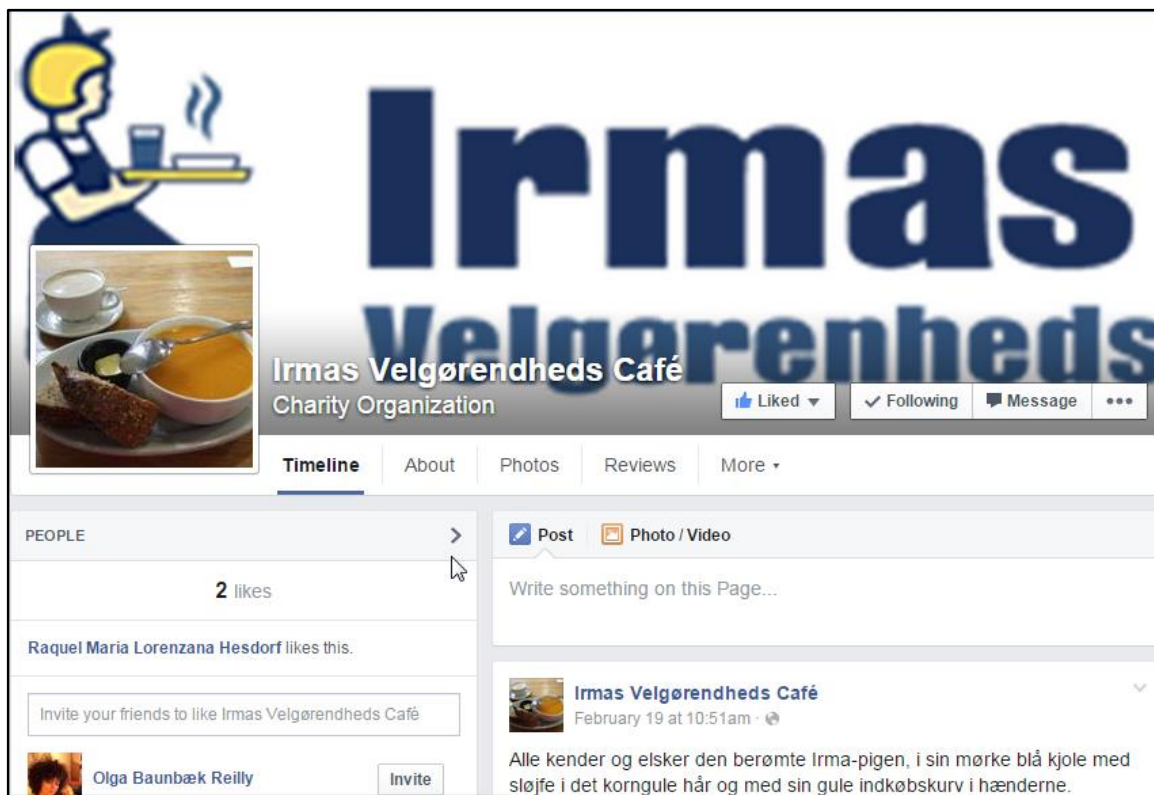 Irmas
Velgørenheds
Irmas Velgørendheds Café
Charity Organization
Liked
Following
Message
Timeline
About
Photos
Reviews
More
PEOPLE
2 likes
Raquel Maria Lorenzana Hesdorf likes this.
Invite your friends to like Irmas Velgørendheds Café
Olga Baunbæk Reilly
Invite
Post
Photo / Video
Write something on this Page...
Irmas Velgørendheds Café
February 19 at 10:51am ·
Alle kender og elsker den berømte Irma-pigen, i sin mørke blå kjole med
sløjfe i det korngule hår og med sin gule indkøbskurv i hænderne.